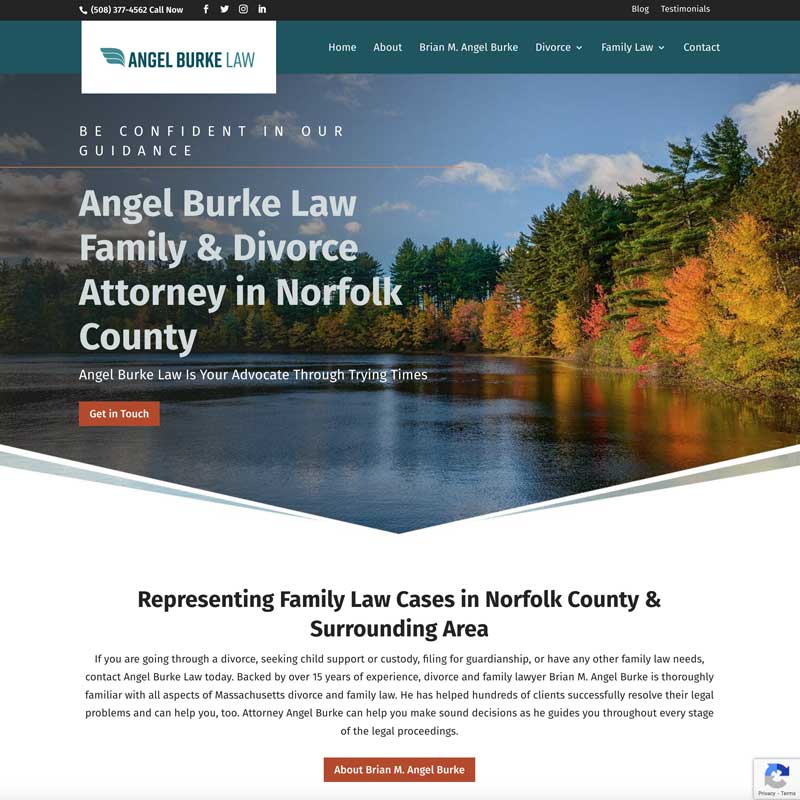 (508) 377-4562 Call Now
Blog Testimonials
ANGEL BURKE LAW
Home About Brian M. Angel Burke Divorce Family Law Contact
BE CONFIDENT IN OUR
GUIDANCE
Angel Burke Law
Family & Divorce
Attorney in Norfolk
County
Angel Burke Law Is Your Advocate Through Trying Times
Get in Touch
Representing Family Law Cases in Norfolk County &
Surrounding Area
If you are going through a divorce, seeking child support or custody, filing for guardianship, or have any other family law needs,
contact Angel Burke Law today. Backed by over 15 years of experience, divorce and family lawyer Brian M. Angel Burke is thoroughly
familiar with all aspects of Massachusetts divorce and family law. He has helped hundreds of clients successfully resolve their legal
problems and can help you, too. Attorney Angel Burke can help you make sound decisions as he guides you throughout every stage
of the legal proceedings.
About Brian M. Angel Burke
Privacy - Terms